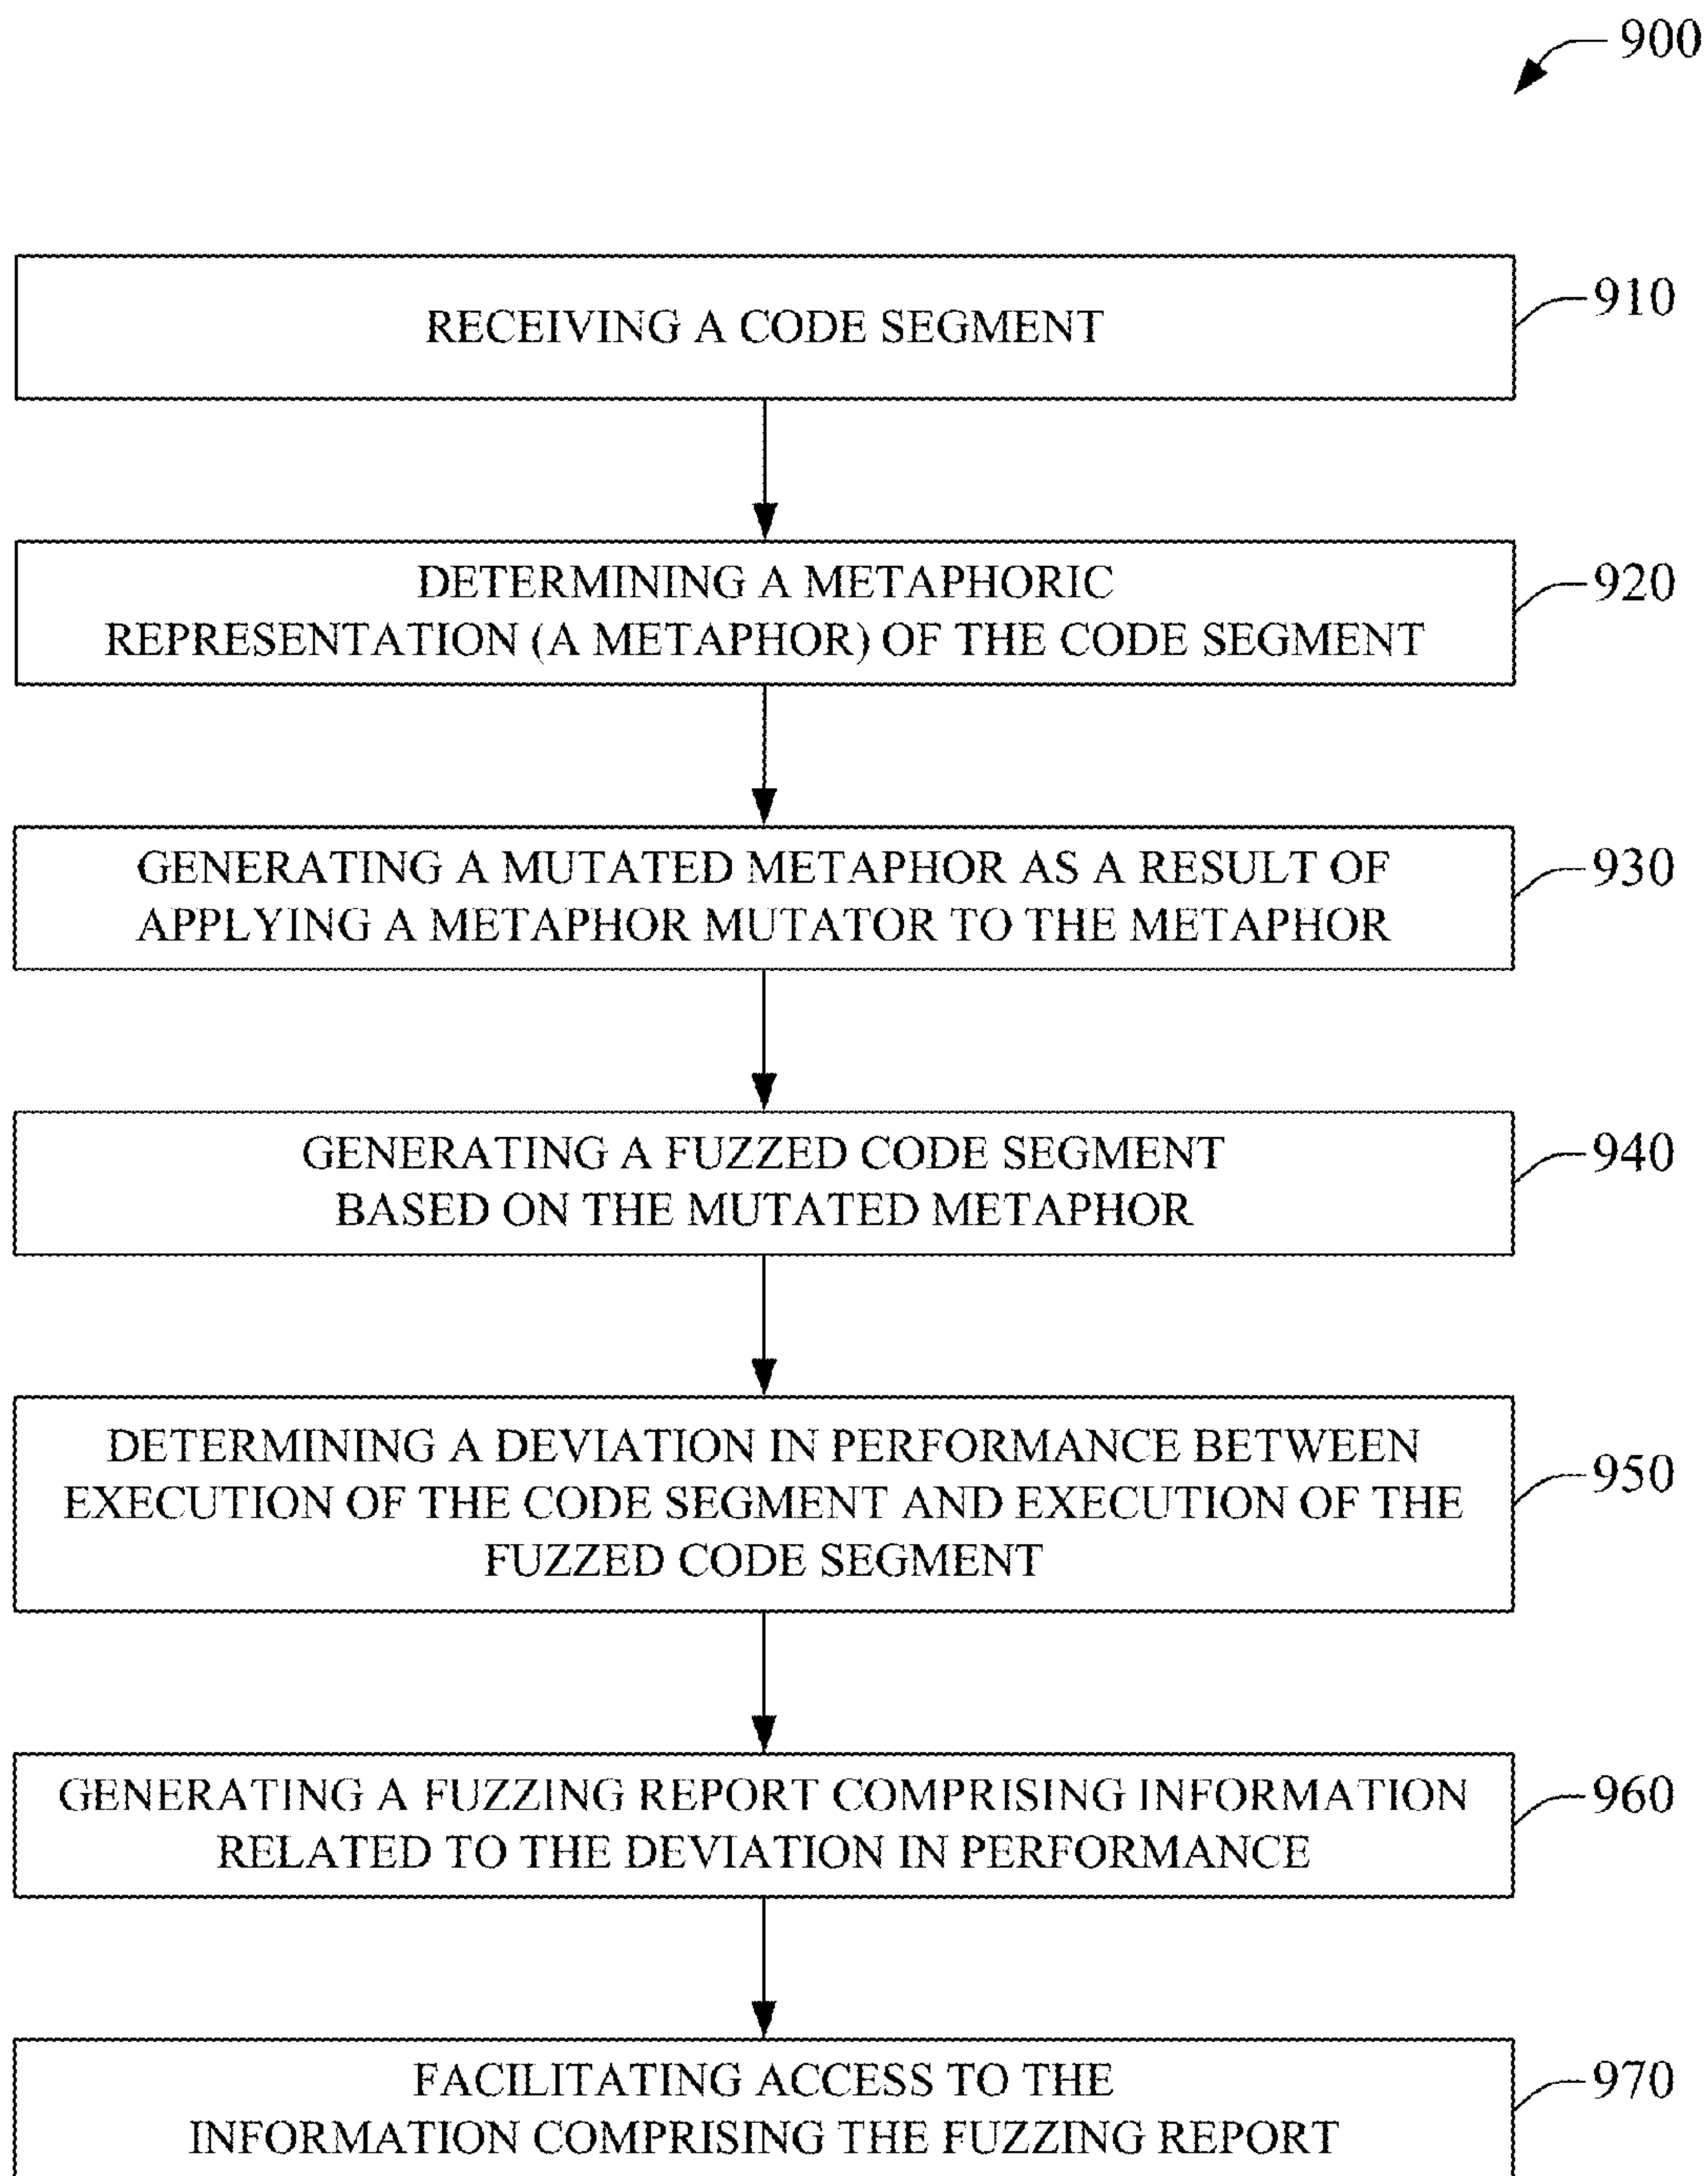 900
RECEIVING A CODE SEGMENT
910
DETERMINING A METAPHORIC
REPRESENTATION (A METAPHOR) OF THE CODE SEGMENT
920
GENERATING A MUTATED METAPHOR AS A RESULT OF
APPLYING A METAPHOR MUTATOR TO THE METAPHOR
930
GENERATING A FUZZED CODE SEGMENT
BASED ON THE MUTATED METAPHOR
940
DETERMINING A DEVIATION IN PERFORMANCE BETWEEN
EXECUTION OF THE CODE SEGMENT AND EXECUTION OF THE
FUZZED CODE SEGMENT
950
GENERATING A FUZZING REPORT COMPRISING INFORMATION
RELATED TO THE DEVIATION IN PERFORMANCE
960
FACILITATING ACCESS TO THE
INFORMATION COMPRISING THE FUZZING REPORT
970